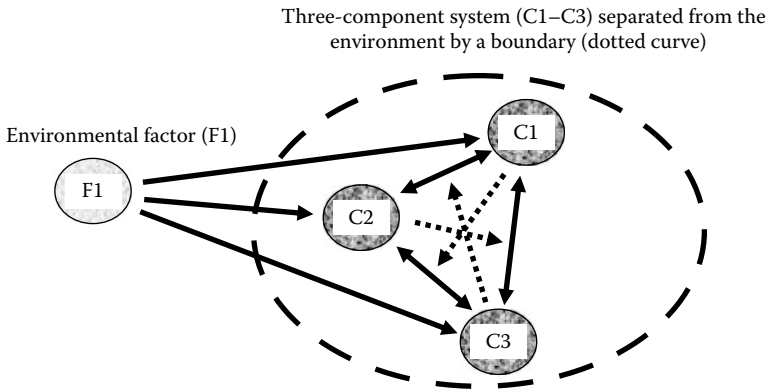 Three-component system (C1–C3) separated from the
environment by a boundary (dotted curve)
Environmental factor (F1)
C1
F1
C2
C3